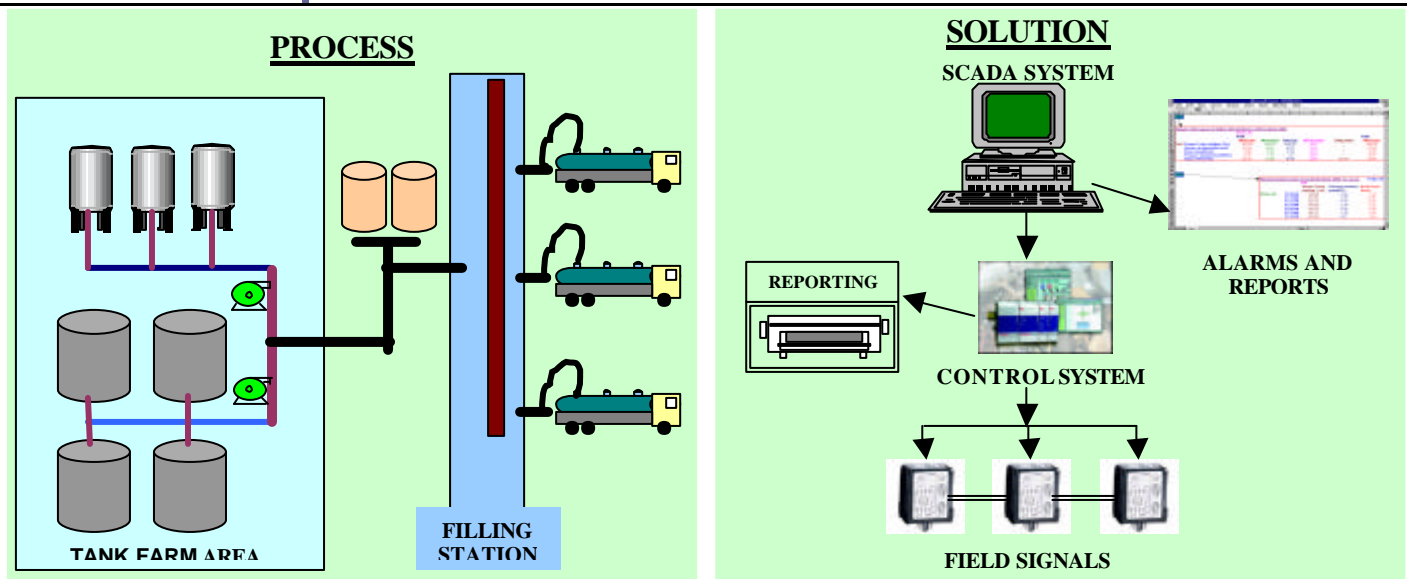 PROCESS
TANK FARM AREA
FILLING
STATION
SOLUTION
SCADA SYSTEM
ALARMS AND
REPORTS
REPORTING
CONTROL SYSTEM
FIELD SIGNALS